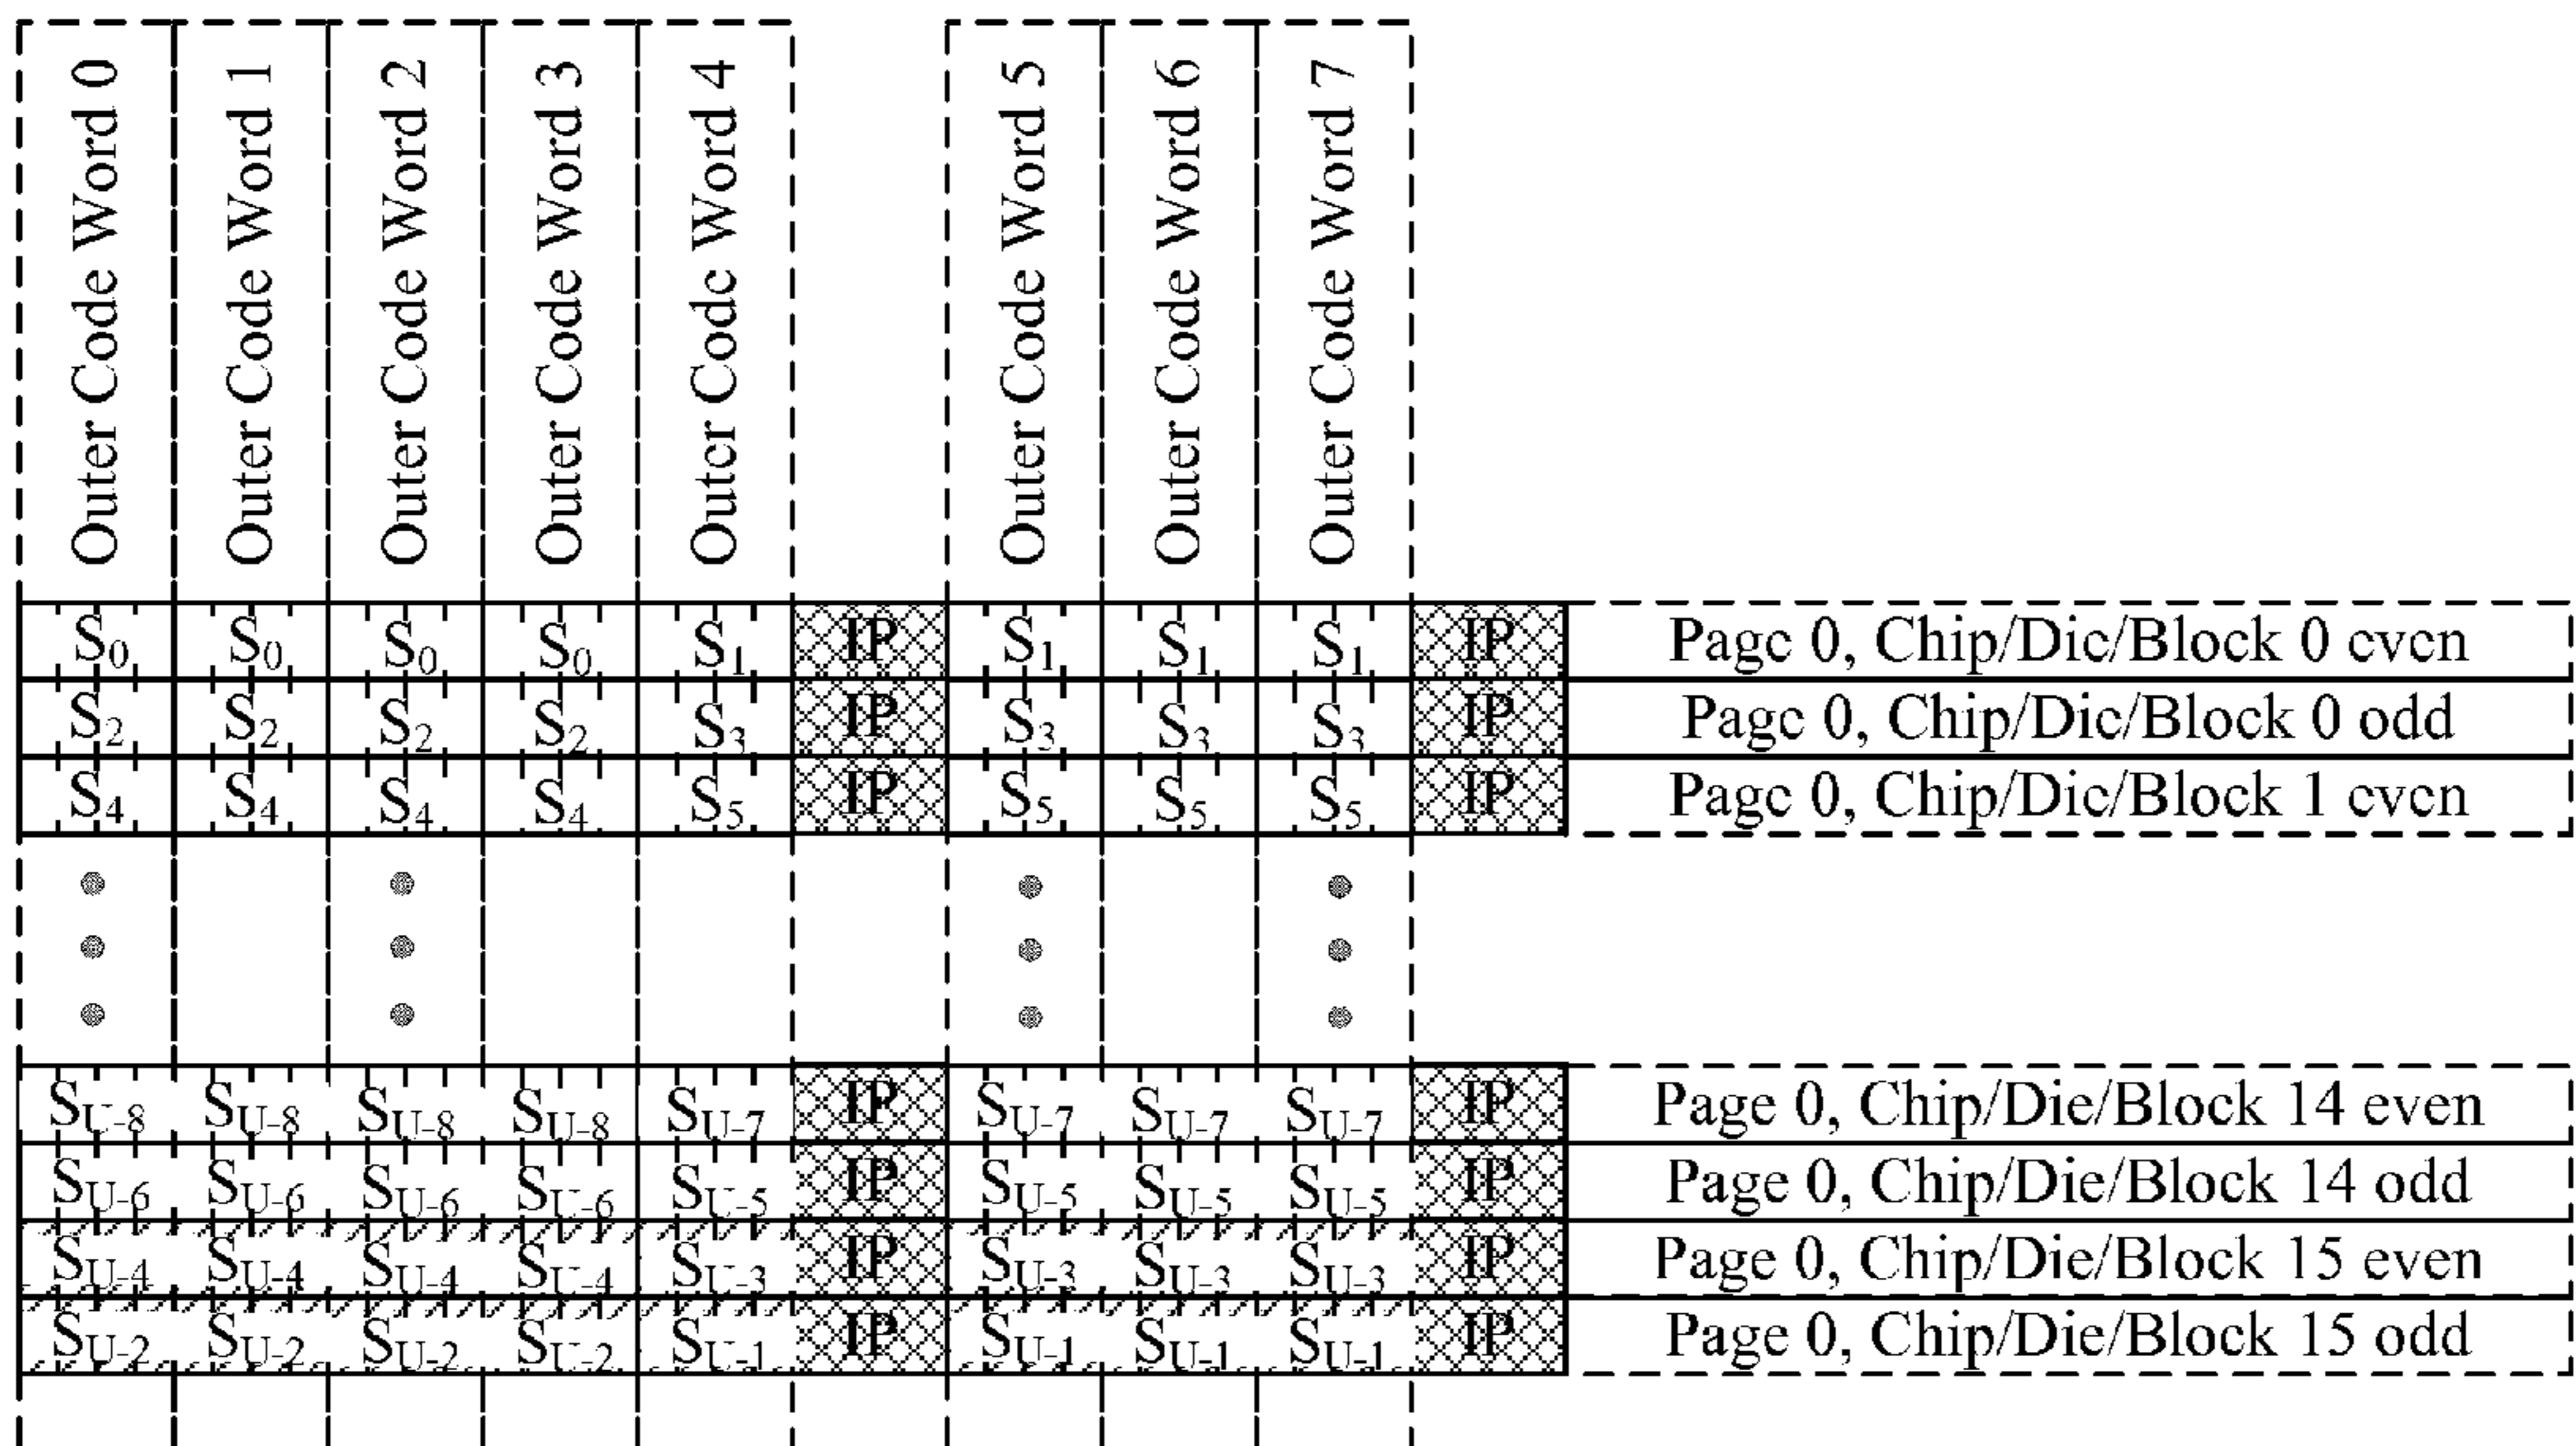 Outer Code Word 0
Outer Code Word 1
Outer Code Word 2
Outer Code Word 3
Outer Code Word 4
Outer Code Word 5
Outer Code Word 6
Outer Code Word 7
S0 S0 S0 S0 S1 IP S1 S1 S1 IP Page 0, Chip/Die/Block 0 even
S2 S2 S2 S2 S3 IP S3 S3 S3 IP Page 0, Chip/Die/Block 0 odd
S4 S4 S4 S4 S5 IP S5 S5 S5 IP Page 0, Chip/Die/Block 1 even
SU-8 SU-8 SU-8 SU-8 SU-7 IP SU-7 SU-7 SU-7 IP Page 0, Chip/Die/Block 14 even
SU-6 SU-6 SU-6 SU-6 SU-5 IP SU-5 SU-5 SU-5 IP Page 0, Chip/Die/Block 14 odd
SU-4 SU-4 SU-4 SU-4 SU-3 IP SU-3 SU-3 SU-3 IP Page 0, Chip/Die/Block 15 even
SU-2 SU-2 SU-2 SU-2 SU-1 IP SU-1 SU-1 SU-1 IP Page 0, Chip/Die/Block 15 odd